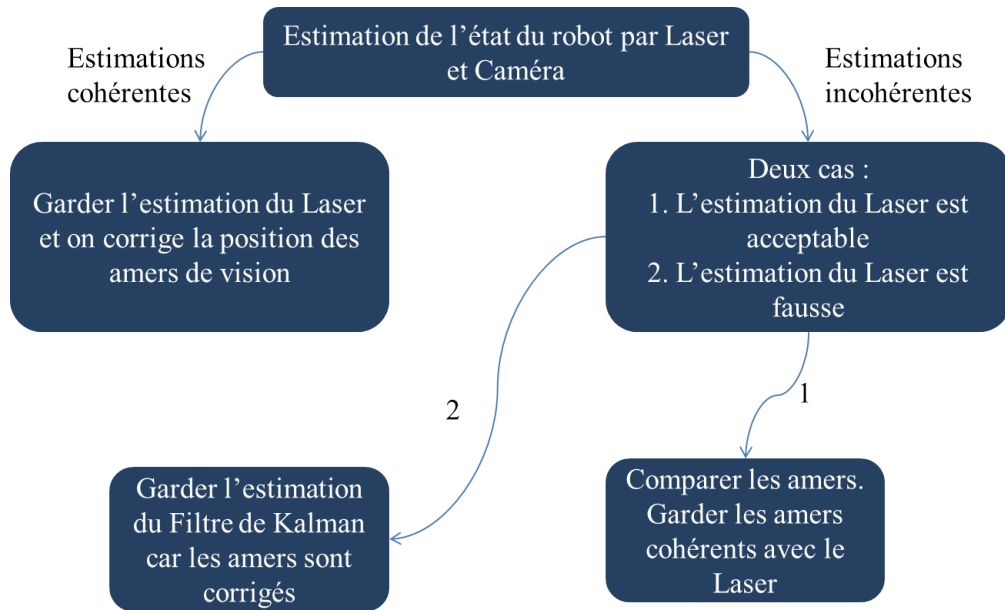 Estimation de l’état du robot par Laser
et Caméra
Estimations
cohérentes
Estimations
incohérentes
Garder l’estimation du Laser
et on corrige la position des
amers de vision
Deux cas :
1. L’estimation du Laser est
acceptable
2. L’estimation du Laser est
fausse
2
1
Garder l’estimation
du Filtre de Kalman
car les amers sont
corrigés
Comparer les amers.
Garder les amers
cohérents avec le
Laser